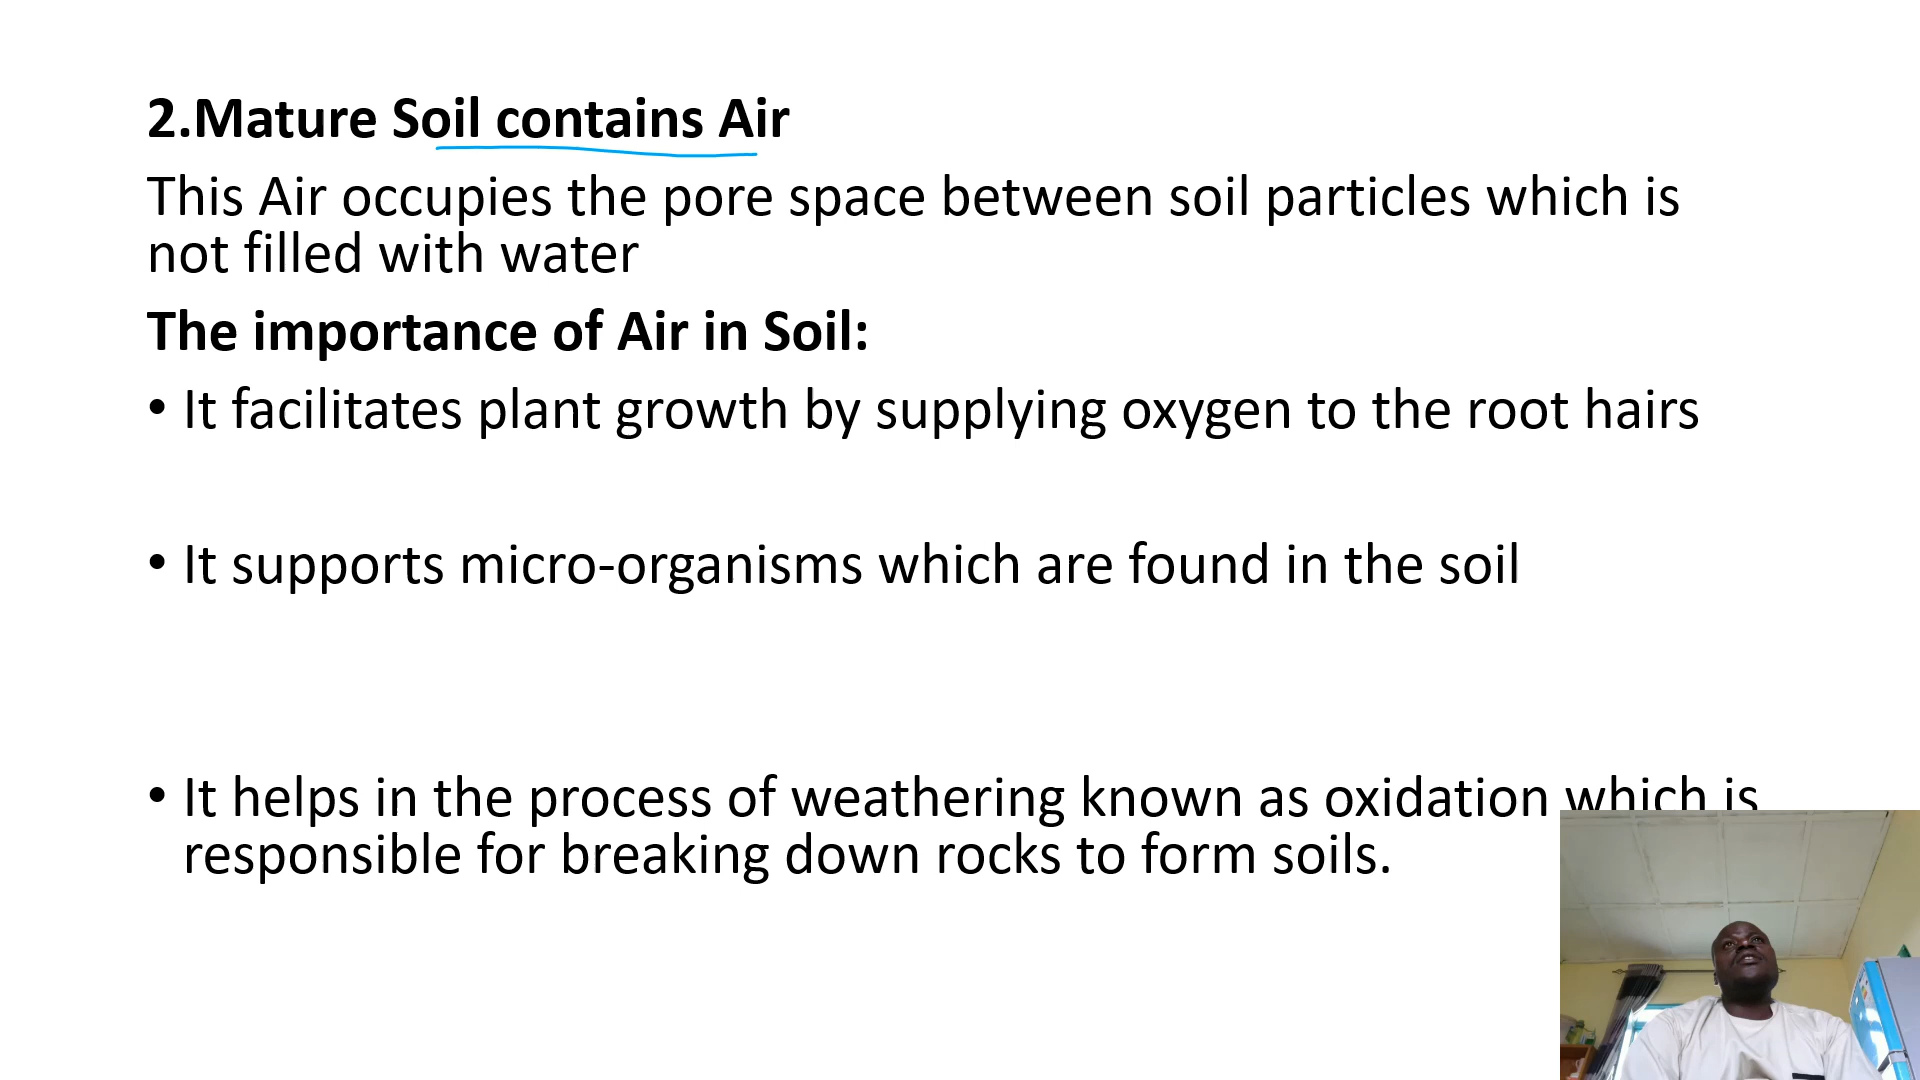 2.Mature Soil contains Air
This Air occupies the pore space between soil particles which is
not filled with water
The importance of Air in Soil:
• It facilitates plant growth by supplying oxygen to the root hairs
• It supports micro-organisms which are found in the soil
• It helps in the process of weathering known as oxidation which is
responsible for breaking down rocks to form soils.